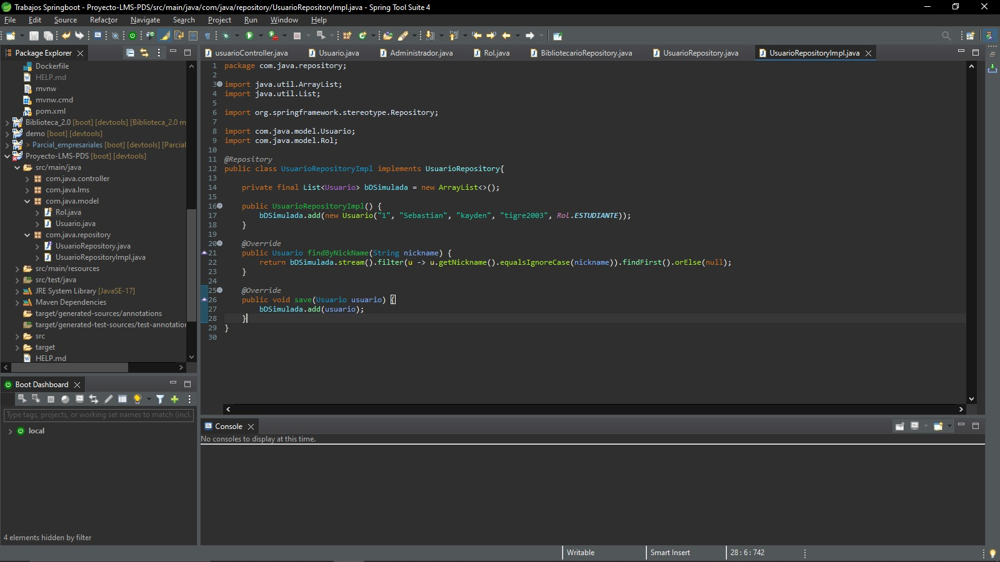 Trabajos Springboot - Proyecto-LMS-PDS/src/main/java/com/java/repository/UsuarioRepositoryImpl.java - Spring Tool Suite 4
File Edit Source Refactor Navigate Search Project Run Window Help
Package Explorer
Dockerfile
HELP.md
mvnw
mvnw.cmd
pom.xml
Biblioteca_2.0 [boot] [devtools] [Biblioteca_2.0 m
demo [boot] [devtools]
> Parcial_empresariales [boot] [devtools] [Parcial
Proyecto-LMS-PDS [boot] [devtools]
src/main/java
com.java.controller
com.java.lms
com.java.model
Rol.java
Usuario.java
com.java.repository
UsuarioRepository.java
UsuarioRepositoryImpl.java
src/main/resources
src/test/java
JRE System Library [JavaSE-17]
Maven Dependencies
target/generated-sources/annotations
target/generated-test-sources/test-annotation
src
target
HELP.md
Boot Dashboard
Type tags, projects, or working set names to match (incl.
local
4 elements hidden by filter
usuarioController.java Usuario.java Administrador.java Rol.java BibliotecarioRepository.java UsuarioRepository.java UsuarioRepositoryImpl.java
1 package com.java.repository;
2
3 import java.util.ArrayList;
4 import java.util.List;
5
6 import org.springframework.stereotype.Repository;
7
8 import com.java.model.Usuario;
9 import com.java.model.Rol;
10
11 @Repository
12 public class UsuarioRepositoryImpl implements UsuarioRepository{
13
14     private final List<Usuario> bDSimulada = new ArrayList<>();
15
16     public UsuarioRepositoryImpl() {
17         bDSimulada.add(new Usuario("1", "Sebastian", "kayden", "tigre2003", Rol.ESTUDIANTE));
18     }
19
20     @Override
21     public Usuario findByNickName(String nickname) {
22         return bDSimulada.stream().filter(u -> u.getNickname().equalsIgnoreCase(nickname)).findFirst().orElse(null);
23     }
24
25     @Override
26     public void save(Usuario usuario) {
27         bDSimulada.add(usuario);
28     }
29 }
30
Console
No consoles to display at this time.
Writable Smart Insert 28 : 6 : 742